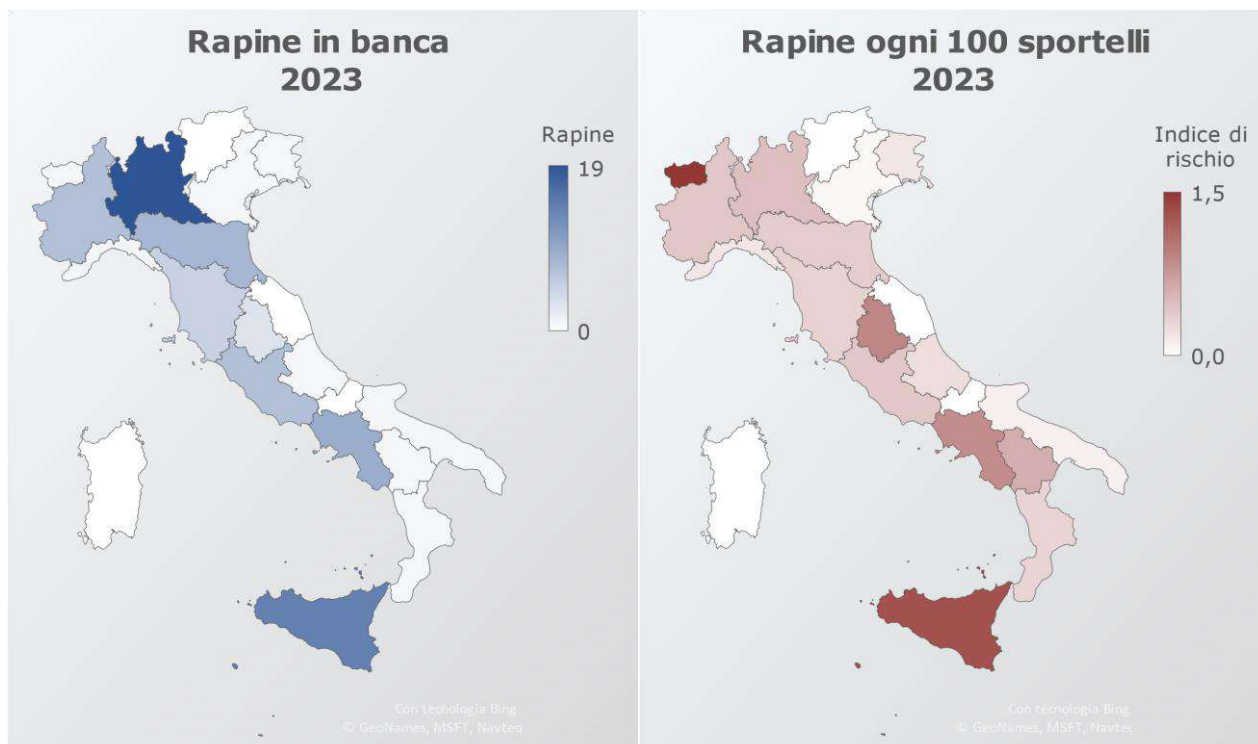 Rapine in banca
2023
Rapine
19
0
Con tecnologia Bing
© GeoNames, MSFT, Navteq
Rapine ogni 100 sportelli
2023
Indice di
rischio
1,5
0,0
Con tecnologia Bing
© GeoNames, MSFT, Navtec